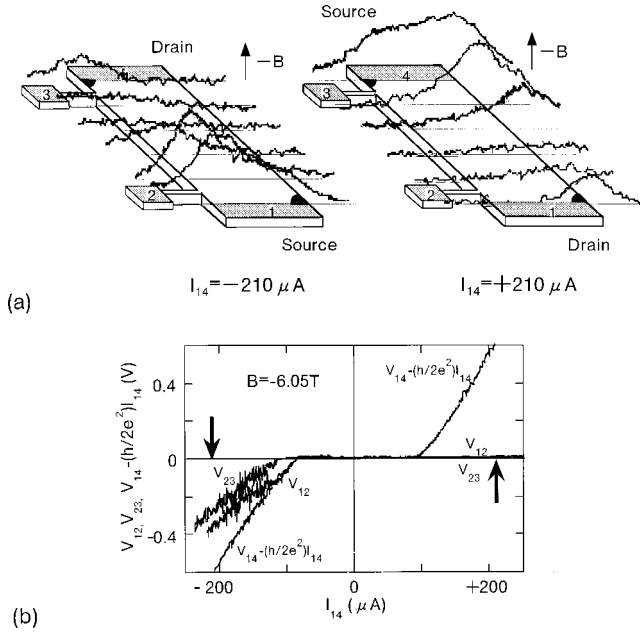 (a)
Drain
−B
4
3
2
1
Source
I14=−210 μA
Source
−B
4
3
2
1
Drain
I14=+210 μA
(b)
V12, V23, V14-(h/2e²)I14 (V)
0.4
0
-0.4
B=-6.05T
V14-(h/2e²)I14
V12
V23
V23
V12
V14-(h/2e²)I14
-200
0
+200
I14 (μA)